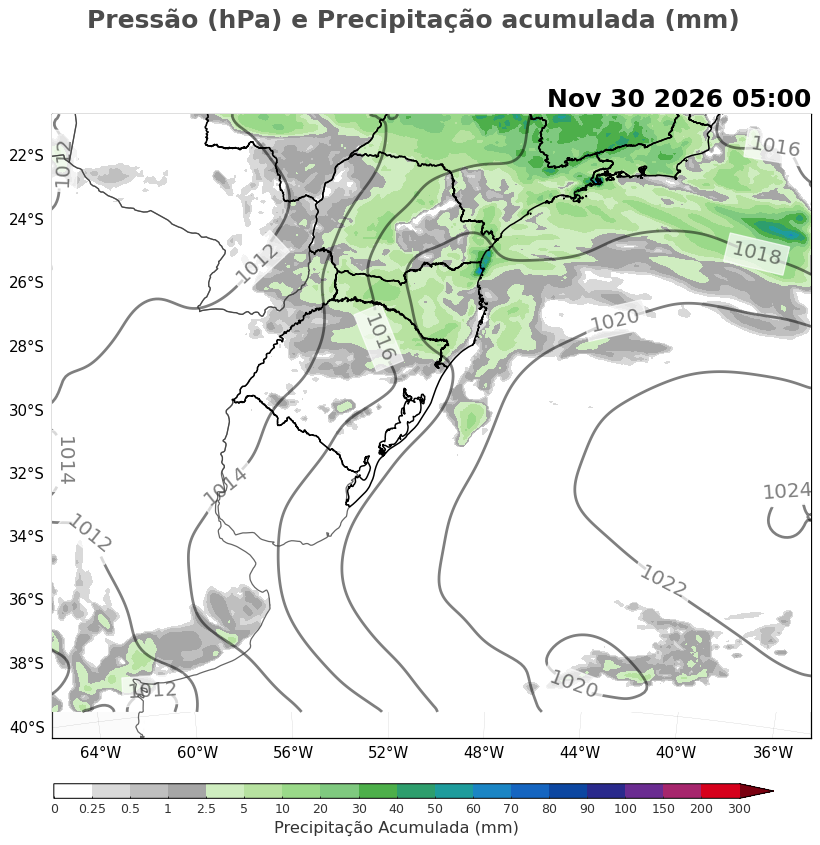 Pressão (hPa) e Precipitação acumulada (mm)
Nov 30 2026 05:00
22°S
24°S
26°S
28°S
30°S
32°S
34°S
36°S
38°S
40°S
1012
1016
1012
1018
1020
1016
1014
1014
1024
1012
1022
1020
1012
64°W 60°W 56°W 52°W 48°W 44°W 40°W 36°W
0 0.25 0.5 1 2.5 5 10 20 30 40 50 60 70 80 90 100 150 200 300
Precipitação Acumulada (mm)